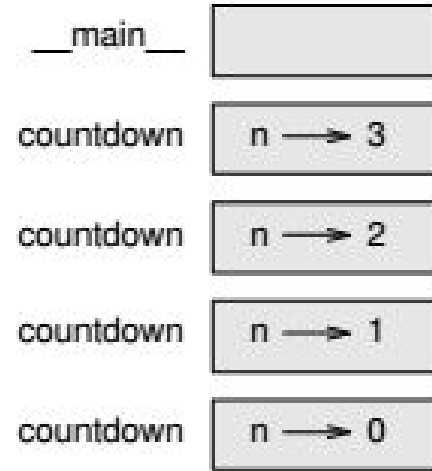 __main__
countdown n ⟶ 3
countdown n ⟶ 2
countdown n ⟶ 1
countdown n ⟶ 0